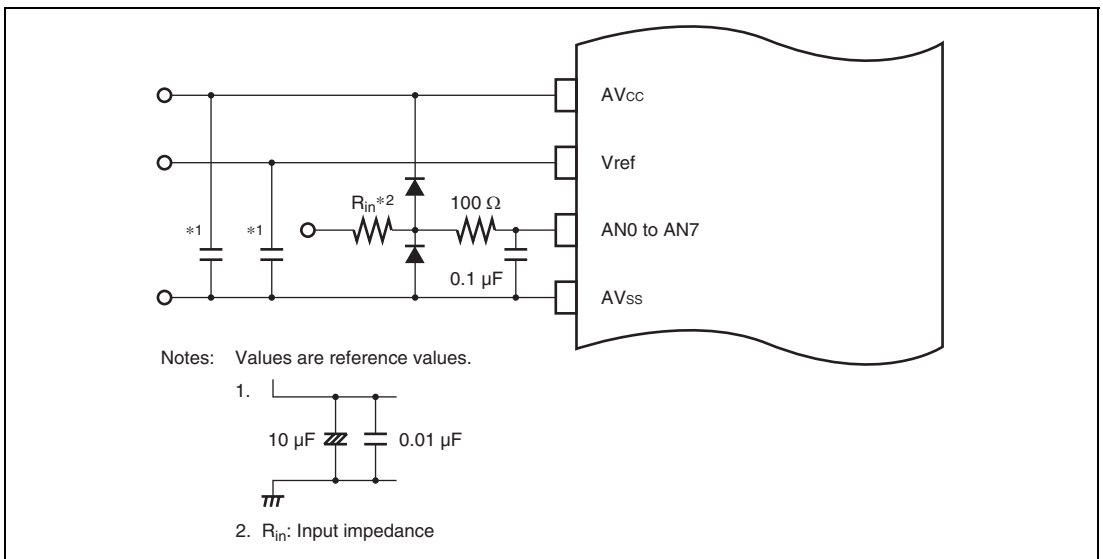 AVcc
Vref
Rin*2
100 Ω
*1
*1
AN0 to AN7
0.1 µF
AVss
Notes: Values are reference values.
1.
10 µF
0.01 µF
2. Rin: Input impedance